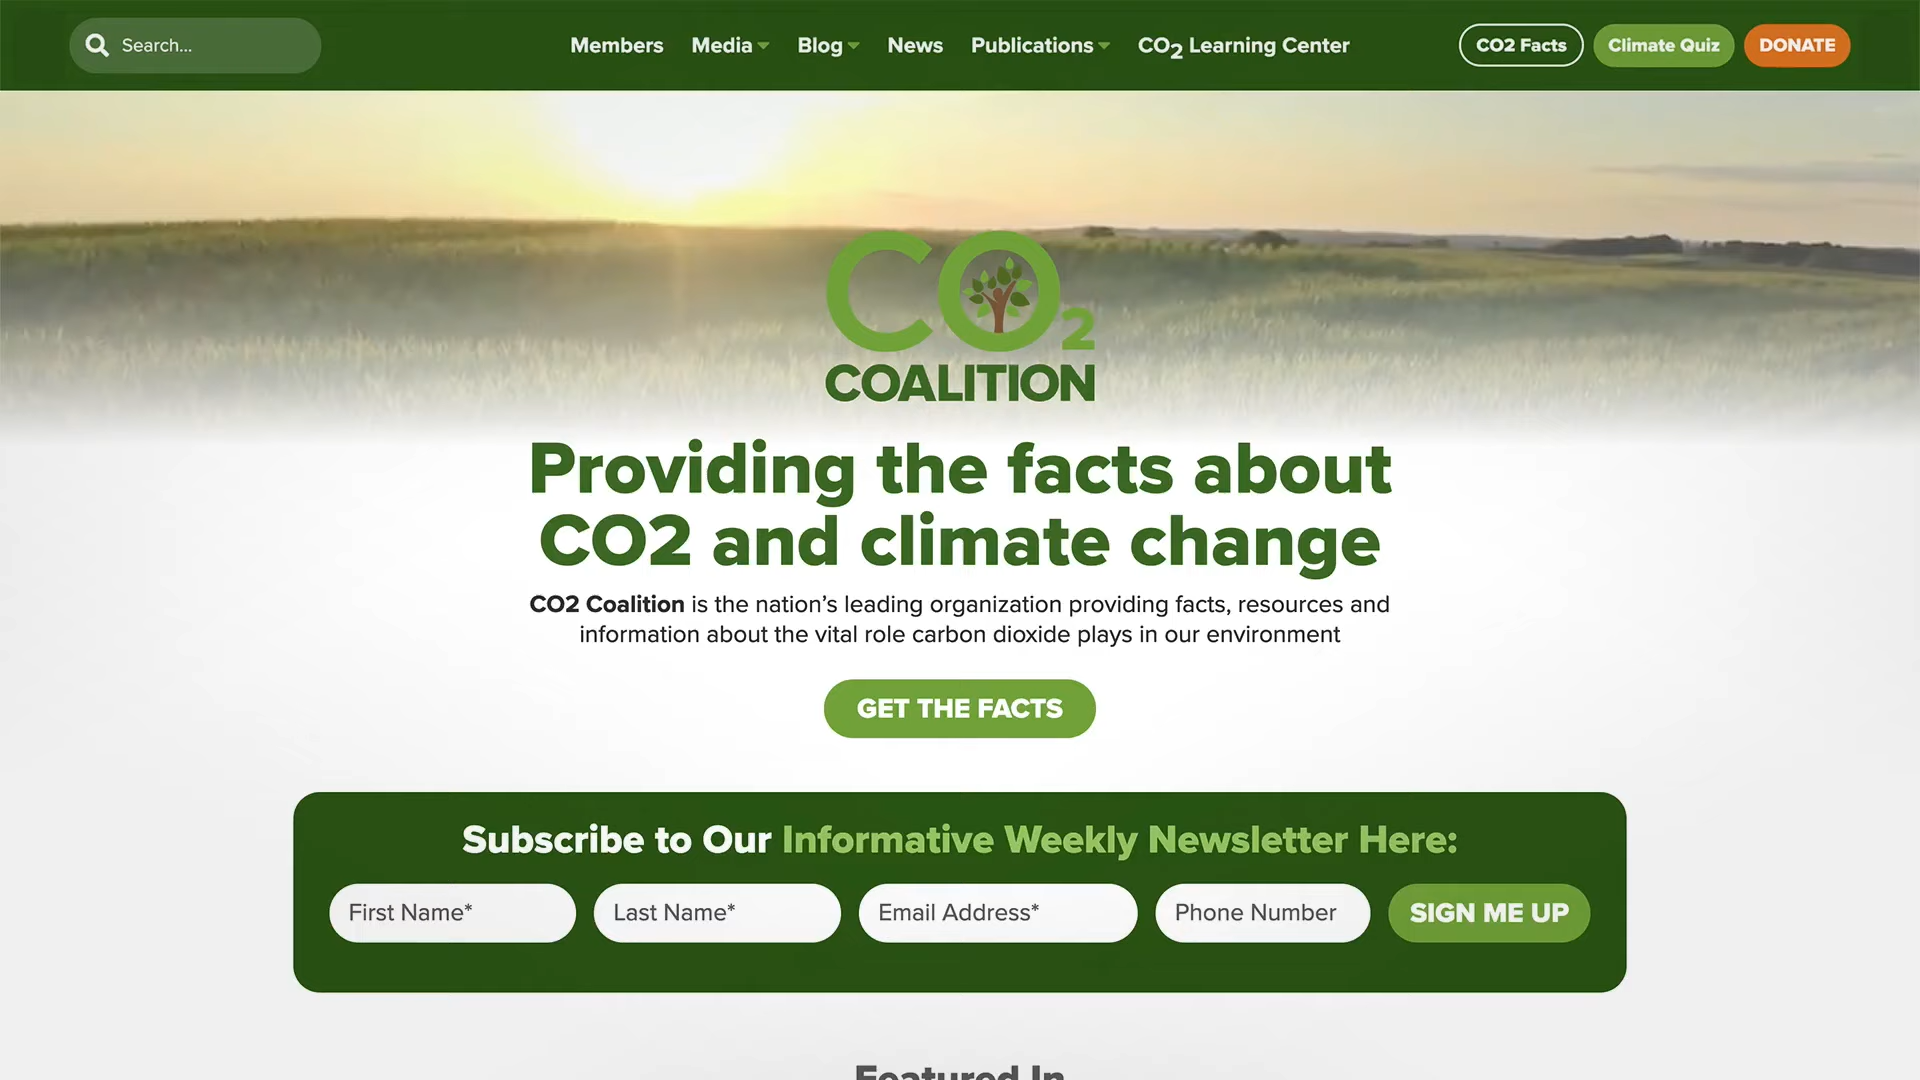 Search...
Members
Media
Blog
News
Publications
CO2 Learning Center
CO2 Facts
Climate Quiz
DONATE
CO2
COALITION
Providing the facts about
CO2 and climate change
CO2 Coalition is the nation’s leading organization providing facts, resources and
information about the vital role carbon dioxide plays in our environment
GET THE FACTS
Subscribe to Our Informative Weekly Newsletter Here:
First Name*
Last Name*
Email Address*
Phone Number
SIGN ME UP
Featured In